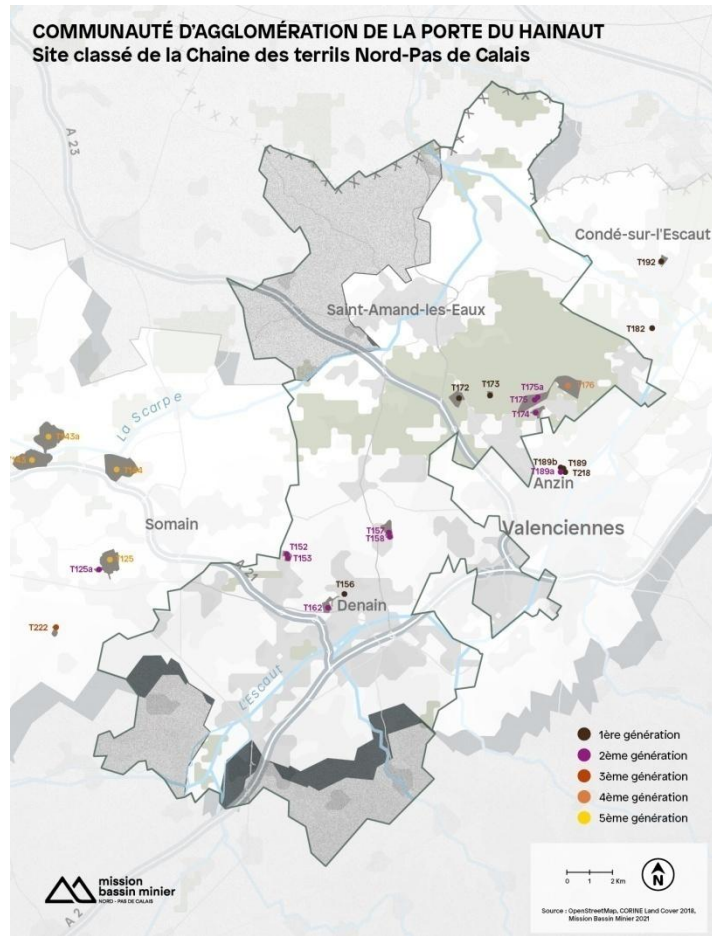 COMMUNAUTÉ D'AGGLOMÉRATION DE LA PORTE DU HAINAUT
Site classé de la Chaine des terrils Nord-Pas de Calais
A 23
Condé-sur-l'Escaut
T192
Saint-Amand-les-Eaux
T182
T175a
T176
T172
T173
T175
T174
La Scarpe
T143a
T143
T144
T189b
T189
T189a
T218
Anzin
Somain
Valenciennes
T157
T158
T152
T153
T125
T125a
T156
T162
Denain
T222
L'Escaut
1ère génération
2ème génération
3ème génération
4ème génération
5ème génération
mission
bassin minier
NORD - PAS DE CALAIS
A 2
0 1 2 Km
N
Source : OpenStreetMap, CORINE Land Cover 2018,
Mission Bassin Minier 2021